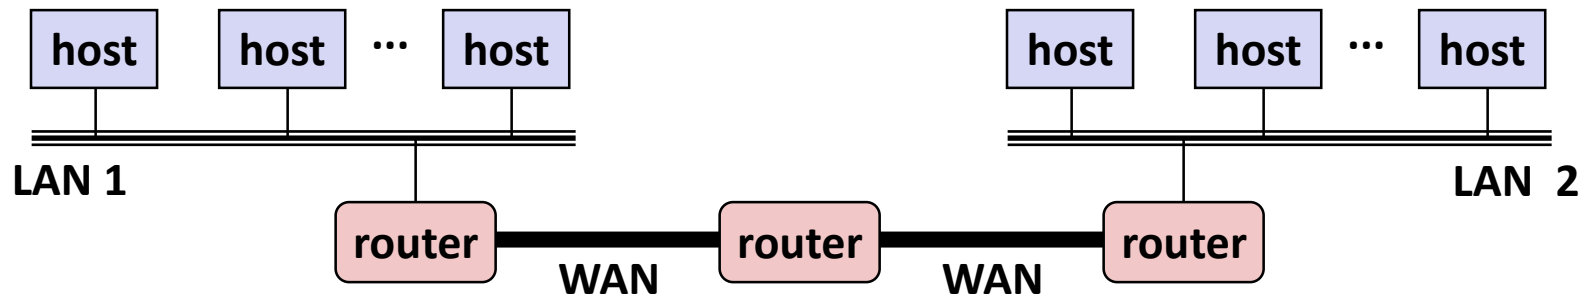 host host ... host host host ... host
LAN 1 LAN 2
router router router
WAN WAN